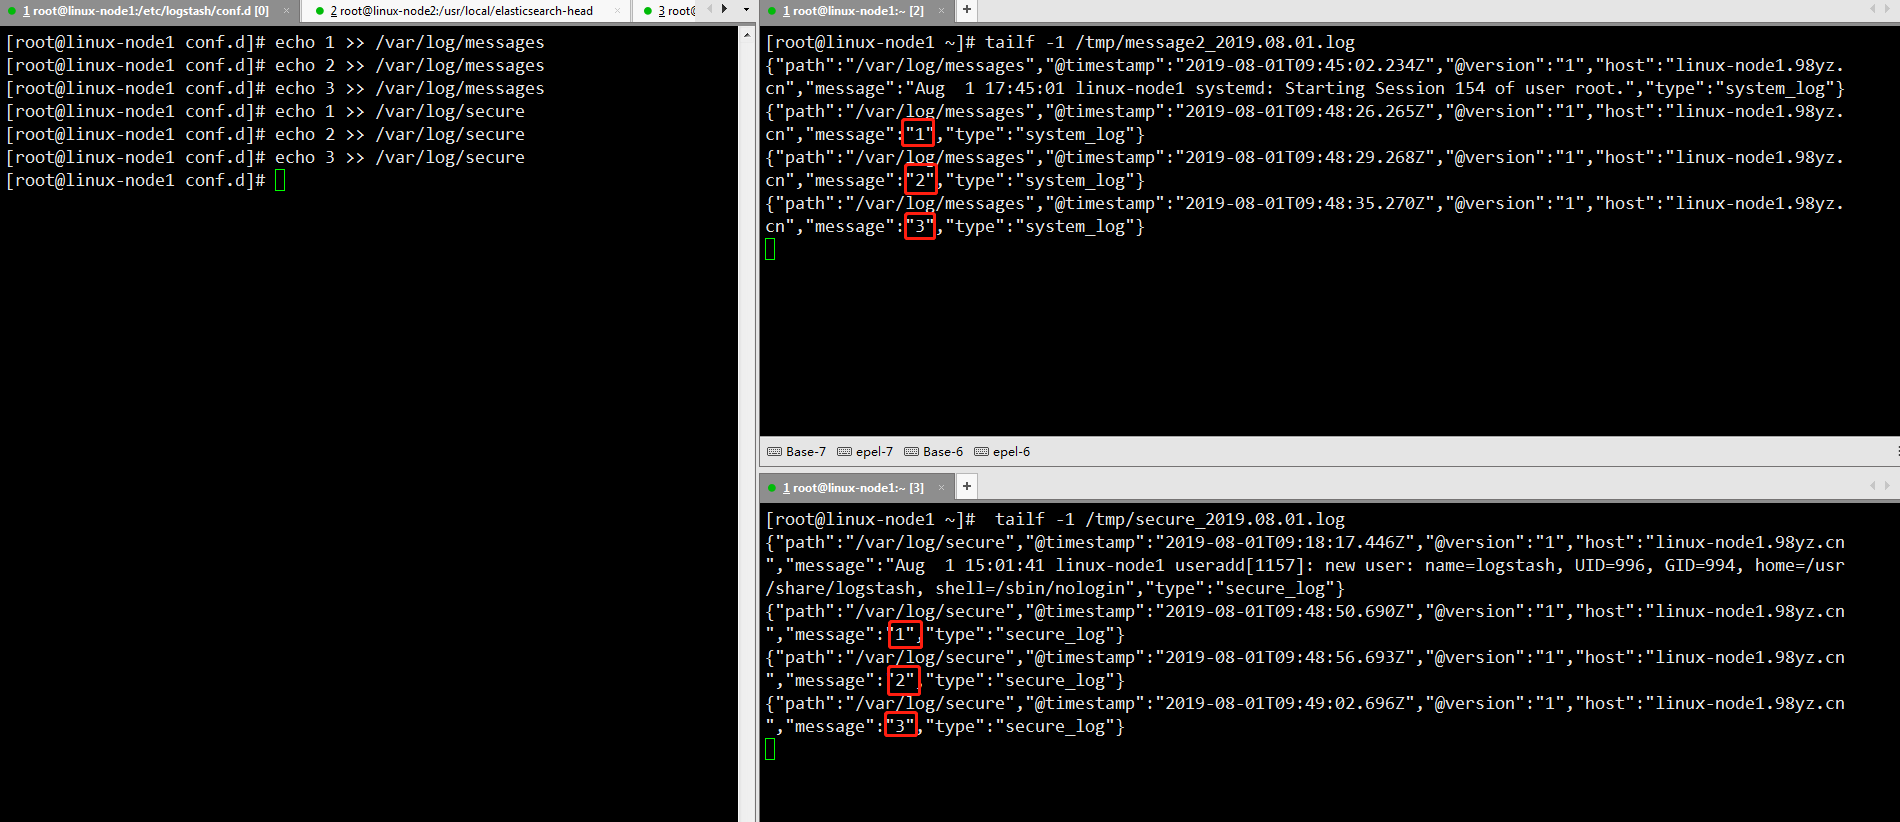 1 root@linux-node1:/etc/logstash/conf.d [0] × 2 root@linux-node2:/usr/local/elasticsearch-head × 3 root@
[root@linux-node1 conf.d]# echo 1 >> /var/log/messages
[root@linux-node1 conf.d]# echo 2 >> /var/log/messages
[root@linux-node1 conf.d]# echo 3 >> /var/log/messages
[root@linux-node1 conf.d]# echo 1 >> /var/log/secure
[root@linux-node1 conf.d]# echo 2 >> /var/log/secure
[root@linux-node1 conf.d]# echo 3 >> /var/log/secure
[root@linux-node1 conf.d]#
1 root@linux-node1:~ [2] × +
[root@linux-node1 ~]# tailf -1 /tmp/message2_2019.08.01.log
{"path":"/var/log/messages","@timestamp":"2019-08-01T09:45:02.234Z","@version":"1","host":"linux-node1.98yz.
cn","message":"Aug  1 17:45:01 linux-node1 systemd: Starting Session 154 of user root.","type":"system_log"}
{"path":"/var/log/messages","@timestamp":"2019-08-01T09:48:26.265Z","@version":"1","host":"linux-node1.98yz.
cn","message":"1","type":"system_log"}
{"path":"/var/log/messages","@timestamp":"2019-08-01T09:48:29.268Z","@version":"1","host":"linux-node1.98yz.
cn","message":"2","type":"system_log"}
{"path":"/var/log/messages","@timestamp":"2019-08-01T09:48:35.270Z","@version":"1","host":"linux-node1.98yz.
cn","message":"3","type":"system_log"}
Base-7 epel-7 Base-6 epel-6
1 root@linux-node1:~ [3] × +
[root@linux-node1 ~]#  tailf -1 /tmp/secure_2019.08.01.log
{"path":"/var/log/secure","@timestamp":"2019-08-01T09:18:17.446Z","@version":"1","host":"linux-node1.98yz.cn
","message":"Aug  1 15:01:41 linux-node1 useradd[1157]: new user: name=logstash, UID=996, GID=994, home=/usr
/share/logstash, shell=/sbin/nologin","type":"secure_log"}
{"path":"/var/log/secure","@timestamp":"2019-08-01T09:48:50.690Z","@version":"1","host":"linux-node1.98yz.cn
","message":"1","type":"secure_log"}
{"path":"/var/log/secure","@timestamp":"2019-08-01T09:48:56.693Z","@version":"1","host":"linux-node1.98yz.cn
","message":"2","type":"secure_log"}
{"path":"/var/log/secure","@timestamp":"2019-08-01T09:49:02.696Z","@version":"1","host":"linux-node1.98yz.cn
","message":"3","type":"secure_log"}